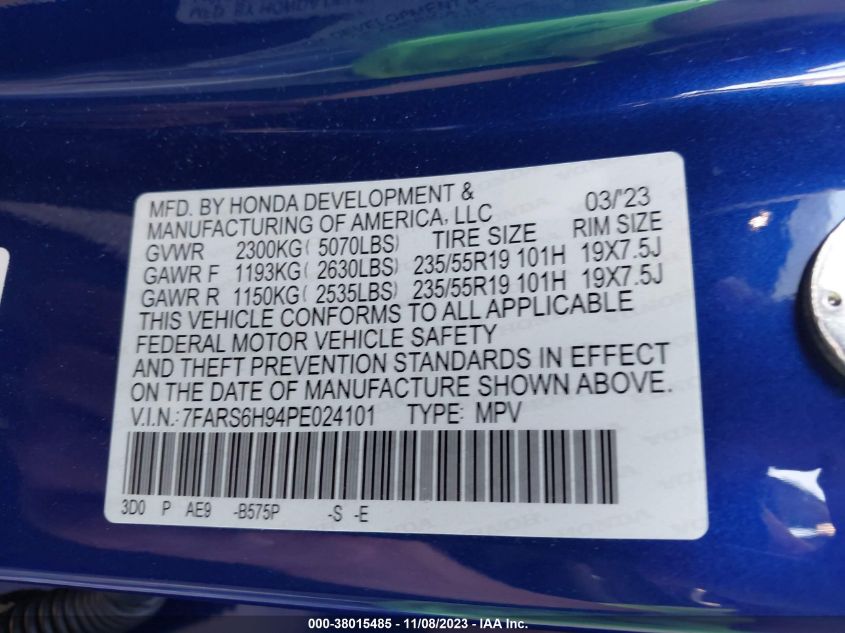 MFD. BY HONDA DEVELOPMENT &
MANUFACTURING OF AMERICA, LLC 03/'23
GVWR 2300KG( 5070LBS) TIRE SIZE RIM SIZE
GAWR F 1193KG( 2630LBS) 235/55R19 101H 19X7.5J
GAWR R 1150KG( 2535LBS) 235/55R19 101H 19X7.5J
THIS VEHICLE CONFORMS TO ALL APPLICABLE
FEDERAL MOTOR VEHICLE SAFETY
AND THEFT PREVENTION STANDARDS IN EFFECT
ON THE DATE OF MANUFACTURE SHOWN ABOVE.
V.I.N.: 7FARS6H94PE024101 TYPE: MPV
3D0 P AE9 -B575P -S -E
000-38015485 - 11/08/2023 - IAA Inc.